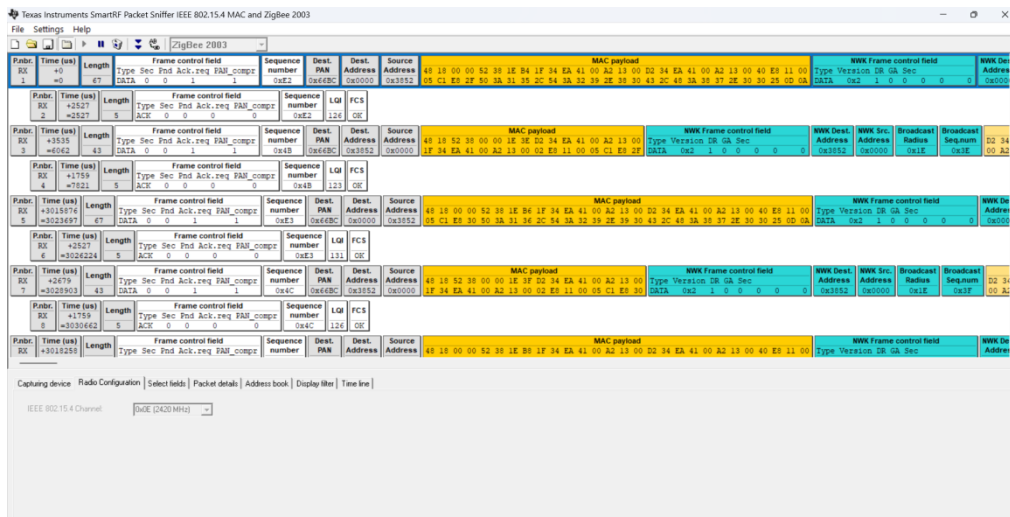 Texas Instruments SmartRF Packet Sniffer IEEE 802.15.4 MAC and ZigBee 2003
File Settings Help
ZigBee 2003
P.nbr. Time (us) Length Frame control field Sequence number Dest. PAN Dest. Address Source Address MAC payload NWK Frame control field NWK De
RX +0 Type Sec Pnd Ack.req PAN_compr 48 18 00 00 52 38 1E B4 1F 34 EA 41 00 A2 13 00 D2 34 EA 41 00 A2 13 00 40 E8 11 00 Type Version DR GA Sec Addres
1 =0 67 DATA 0 0 1 1 0xE2 0x66BC 0x0000 0x3852 05 C1 E8 2F 50 3A 31 35 2C 54 3A 32 39 2E 38 30 43 2C 48 3A 38 37 2E 30 30 25 0D 0A DATA 0x2 1 0 0 0 0 0x000
P.nbr. Time (us) Length Frame control field Sequence number LQI FCS
RX +2527 Type Sec Pnd Ack.req PAN_compr
2 =2527 5 ACK 0 0 0 0 0xE2 126 OK
P.nbr. Time (us) Length Frame control field Sequence number Dest. PAN Dest. Address Source Address MAC payload NWK Frame control field NWK Dest. Address NWK Src. Address Broadcast Radius Broadcast Seq.num
RX +3535 Type Sec Pnd Ack.req PAN_compr 48 18 52 38 00 00 1E 3E D2 34 EA 41 00 A2 13 00 Type Version DR GA Sec D2 34
3 =6062 43 DATA 0 0 1 1 0x4B 0x66BC 0x3852 0x0000 1F 34 EA 41 00 A2 13 00 02 E8 11 00 05 C1 E8 2F DATA 0x2 1 0 0 0 0 0x3852 0x0000 0x1E 0x3E 00 A2
P.nbr. Time (us) Length Frame control field Sequence number LQI FCS
RX +1759 Type Sec Pnd Ack.req PAN_compr
4 =7821 5 ACK 0 0 0 0 0x4B 123 OK
P.nbr. Time (us) Length Frame control field Sequence number Dest. PAN Dest. Address Source Address MAC payload NWK Frame control field NWK De
RX +3015876 Type Sec Pnd Ack.req PAN_compr 48 18 00 00 52 38 1E B6 1F 34 EA 41 00 A2 13 00 D2 34 EA 41 00 A2 13 00 40 E8 11 00 Type Version DR GA Sec Addres
5 =3023697 67 DATA 0 0 1 1 0xE3 0x66BC 0x0000 0x3852 05 C1 E8 30 50 3A 31 36 2C 54 3A 32 39 2E 39 30 43 2C 48 3A 38 37 2E 30 30 25 0D 0A DATA 0x2 1 0 0 0 0 0x000
P.nbr. Time (us) Length Frame control field Sequence number LQI FCS
RX +2527 Type Sec Pnd Ack.req PAN_compr
6 =3026224 5 ACK 0 0 0 0 0xE3 131 OK
P.nbr. Time (us) Length Frame control field Sequence number Dest. PAN Dest. Address Source Address MAC payload NWK Frame control field NWK Dest. Address NWK Src. Address Broadcast Radius Broadcast Seq.num
RX +2679 Type Sec Pnd Ack.req PAN_compr 48 18 52 38 00 00 1E 3F D2 34 EA 41 00 A2 13 00 Type Version DR GA Sec D2 34
7 =3028903 43 DATA 0 0 1 1 0x4C 0x66BC 0x3852 0x0000 1F 34 EA 41 00 A2 13 00 02 E8 11 00 05 C1 E8 30 DATA 0x2 1 0 0 0 0 0x3852 0x0000 0x1E 0x3F 00 A2
P.nbr. Time (us) Length Frame control field Sequence number LQI FCS
RX +1759 Type Sec Pnd Ack.req PAN_compr
8 =3030662 5 ACK 0 0 0 0 0x4C 126 OK
P.nbr. Time (us) Length Frame control field Sequence number Dest. PAN Dest. Address Source Address MAC payload NWK Frame control field NWK De
RX +3018258 Type Sec Pnd Ack.req PAN_compr 48 18 00 00 52 38 1E B8 1F 34 EA 41 00 A2 13 00 D2 34 EA 41 00 A2 13 00 40 E8 11 00 Type Version DR GA Sec Addres
Capturing device Radio Configuration Select fields Packet details Address book Display filter Time line
IEEE 802.15.4 Channel: 0x0E (2420 MHz)